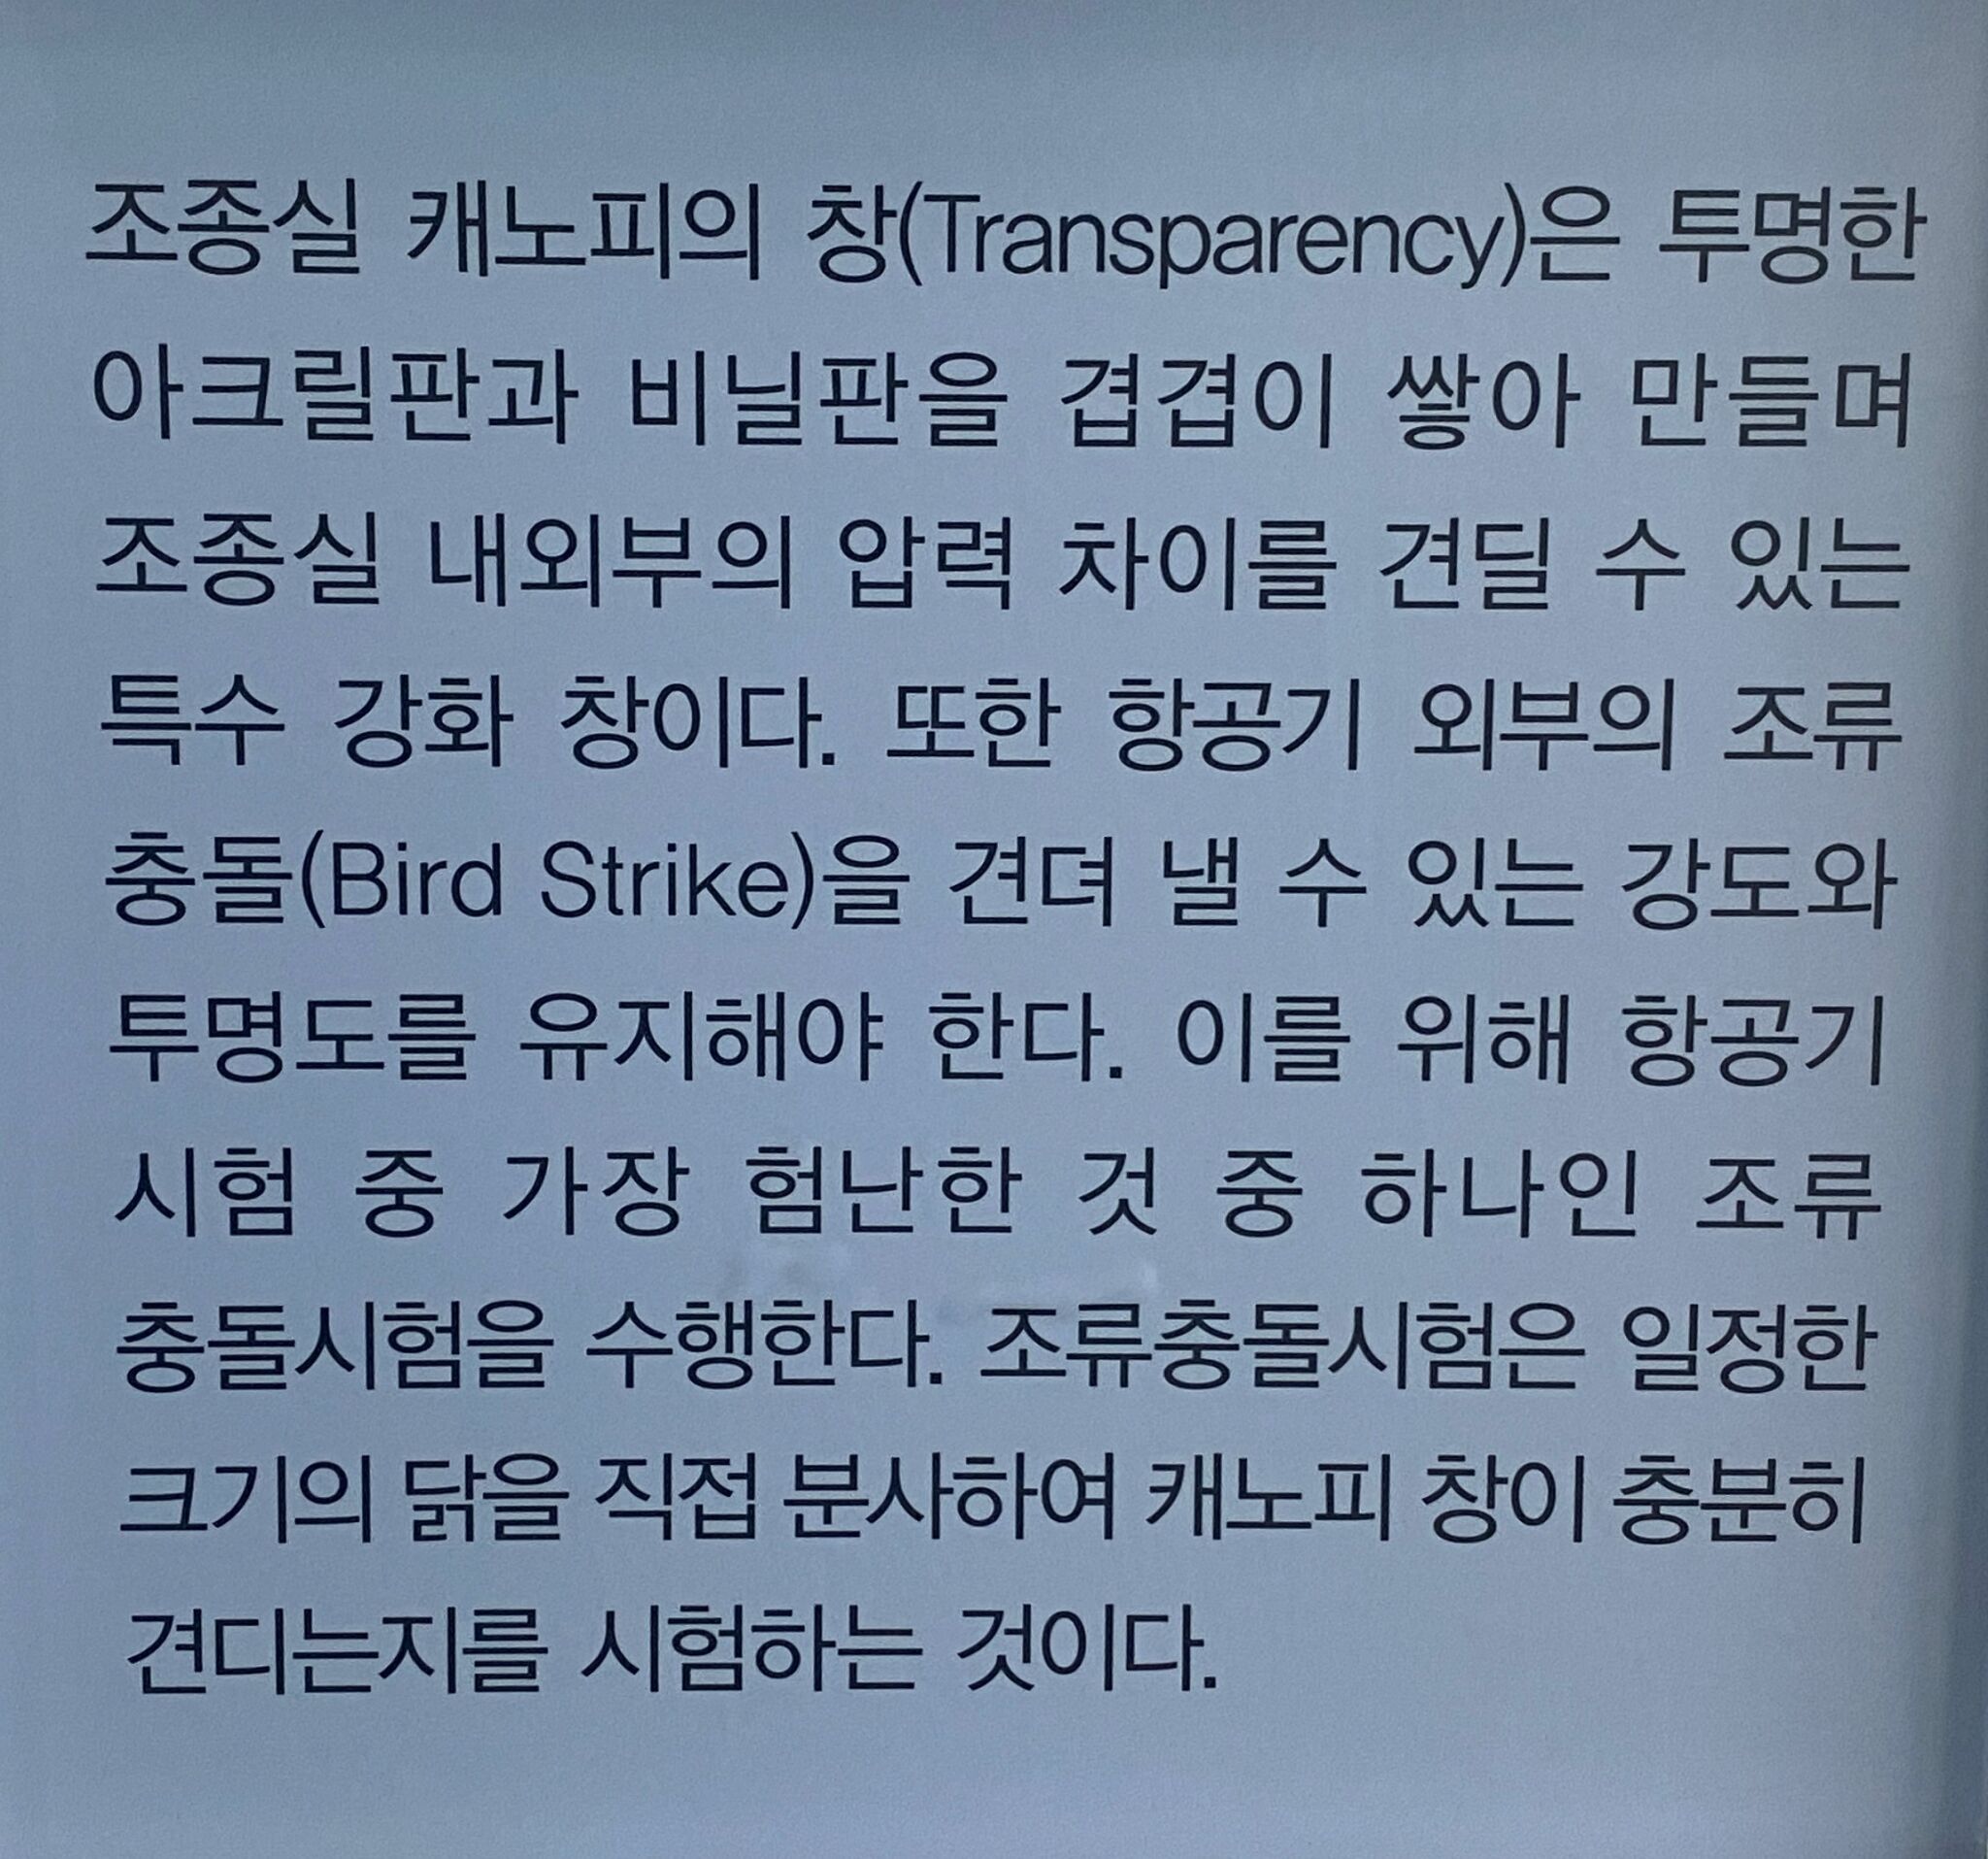 조종실 캐노피의 창(Transparency)은 투명한
아크릴판과 비닐판을 겹겹이 쌓아 만들며
조종실 내외부의 압력 차이를 견딜 수 있는
특수 강화 창이다. 또한 항공기 외부의 조류
충돌(Bird Strike)을 견뎌 낼 수 있는 강도와
투명도를 유지해야 한다. 이를 위해 항공기
시험 중 가장 험난한 것 중 하나인 조류
충돌시험을 수행한다. 조류충돌시험은 일정한
크기의 닭을 직접 분사하여 캐노피 창이 충분히
견디는지를 시험하는 것이다.